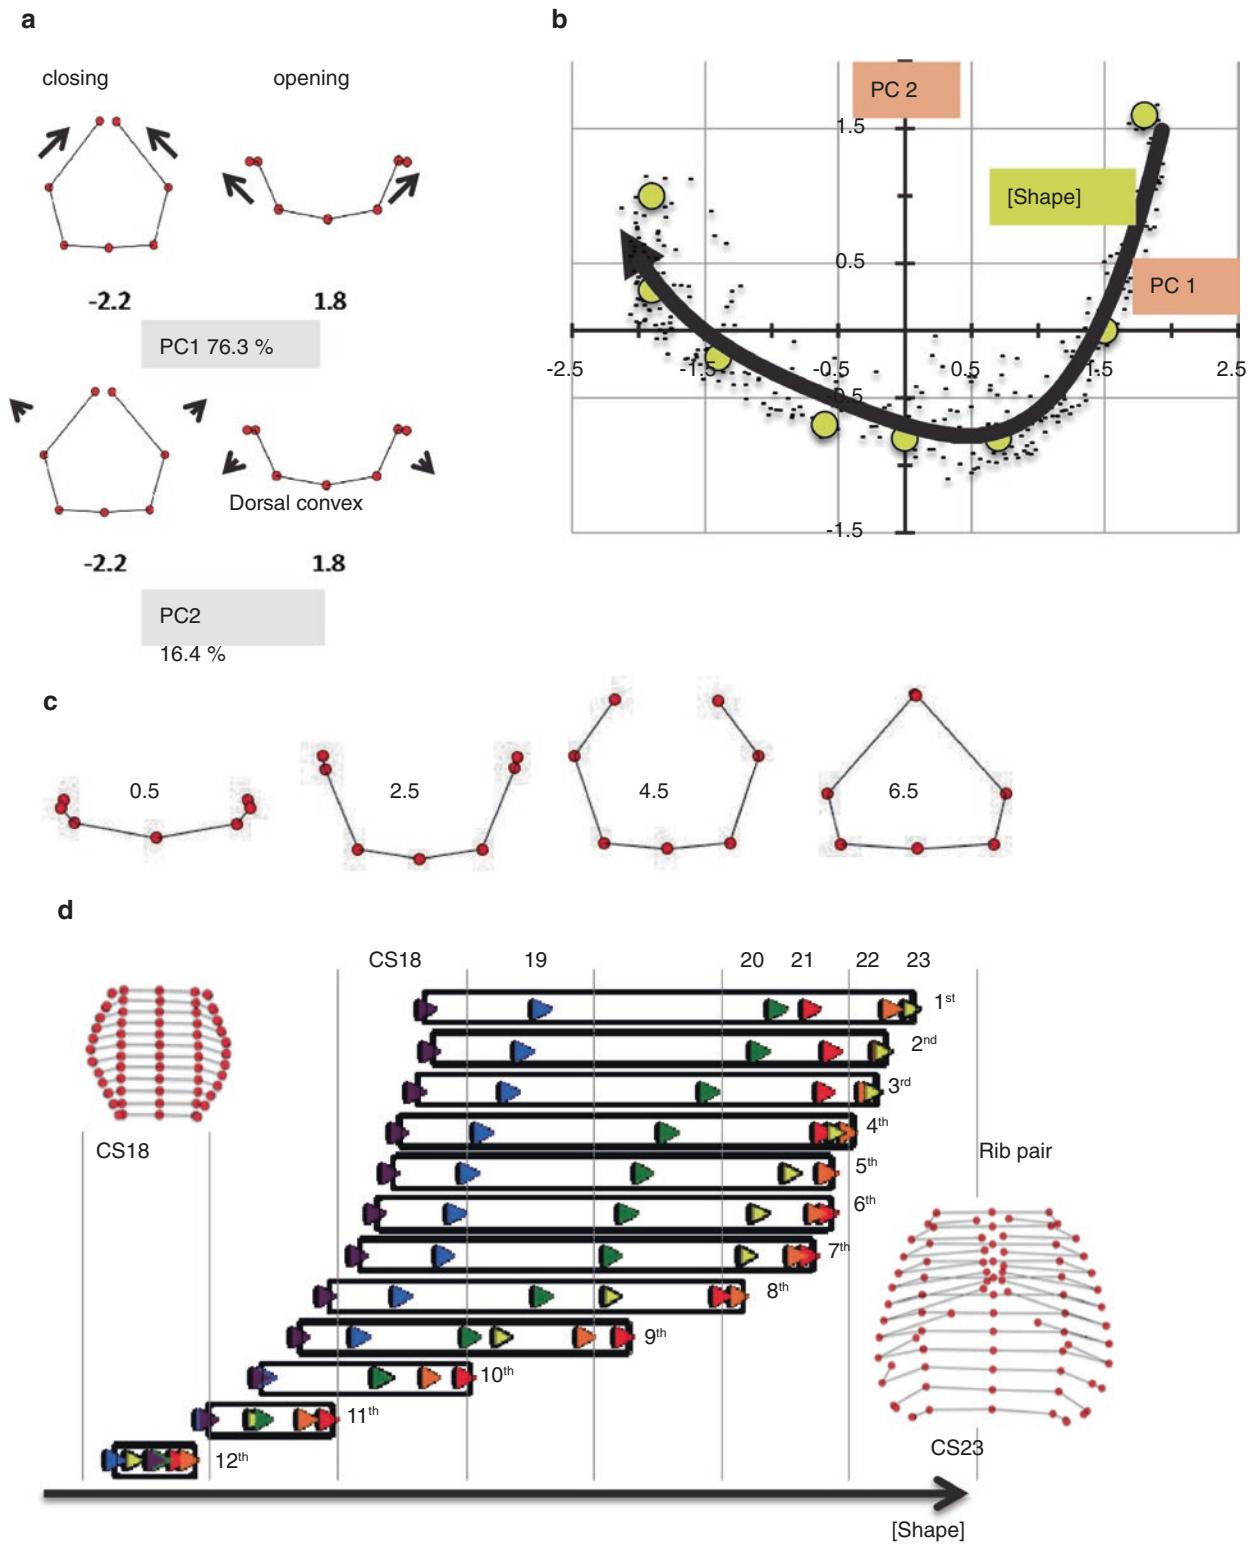 a
closing opening
-2.2 1.8
PC1 76.3 %
Dorsal convex
-2.2 1.8
PC2
16.4 %
b
PC 2
1.5
[Shape]
0.5
PC 1
-2.5 -1.5 -0.5 0.5 1.5 2.5
-0.5
-1.5
c
0.5 2.5 4.5 6.5
d
CS18 19 20 21 22 23
1st
2nd
3rd
4th
CS18
Rib pair
5th
6th
7th
8th
9th
10th
11th
12th
CS23
[Shape]